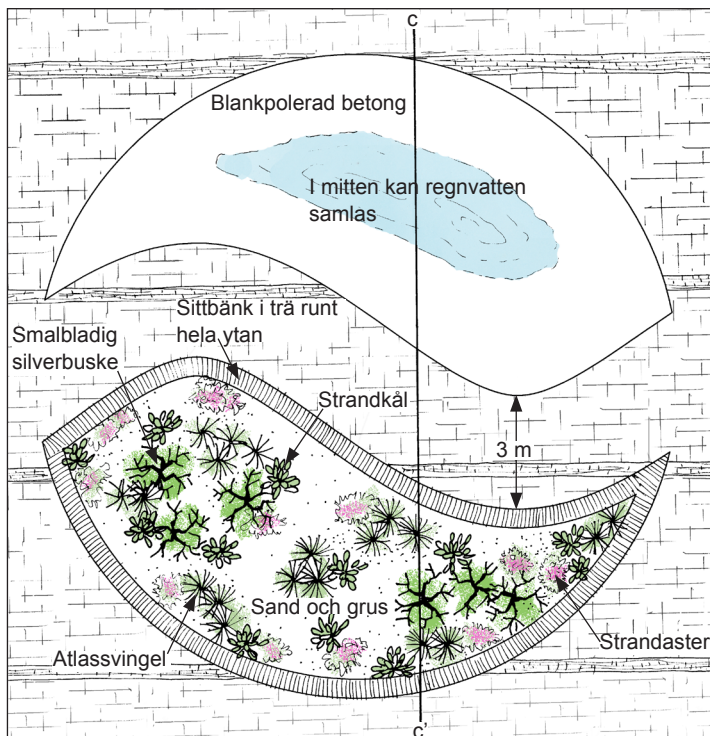 c
Blankpolerad betong
I mitten kan regnvatten
samlas
Sittbänk i trä runt
hela ytan
Smalbladig
silverbuske
Strandkål
3 m
Sand och grus
Atlassvingel
Strandaster
c'